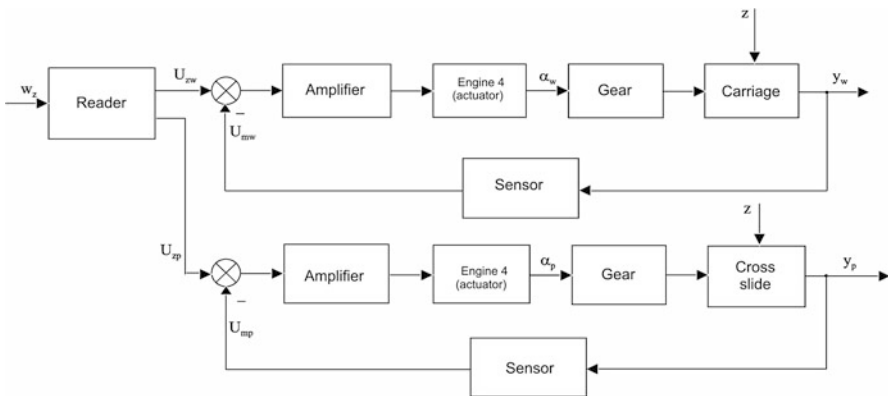 z
w_z
Reader
U_zw
−
U_mw
Amplifier
Engine 4
(actuator)
α_w
Gear
Carriage
y_w
Sensor
z
U_zp
−
U_mp
Amplifier
Engine 4
(actuator)
α_p
Gear
Cross
slide
y_p
Sensor